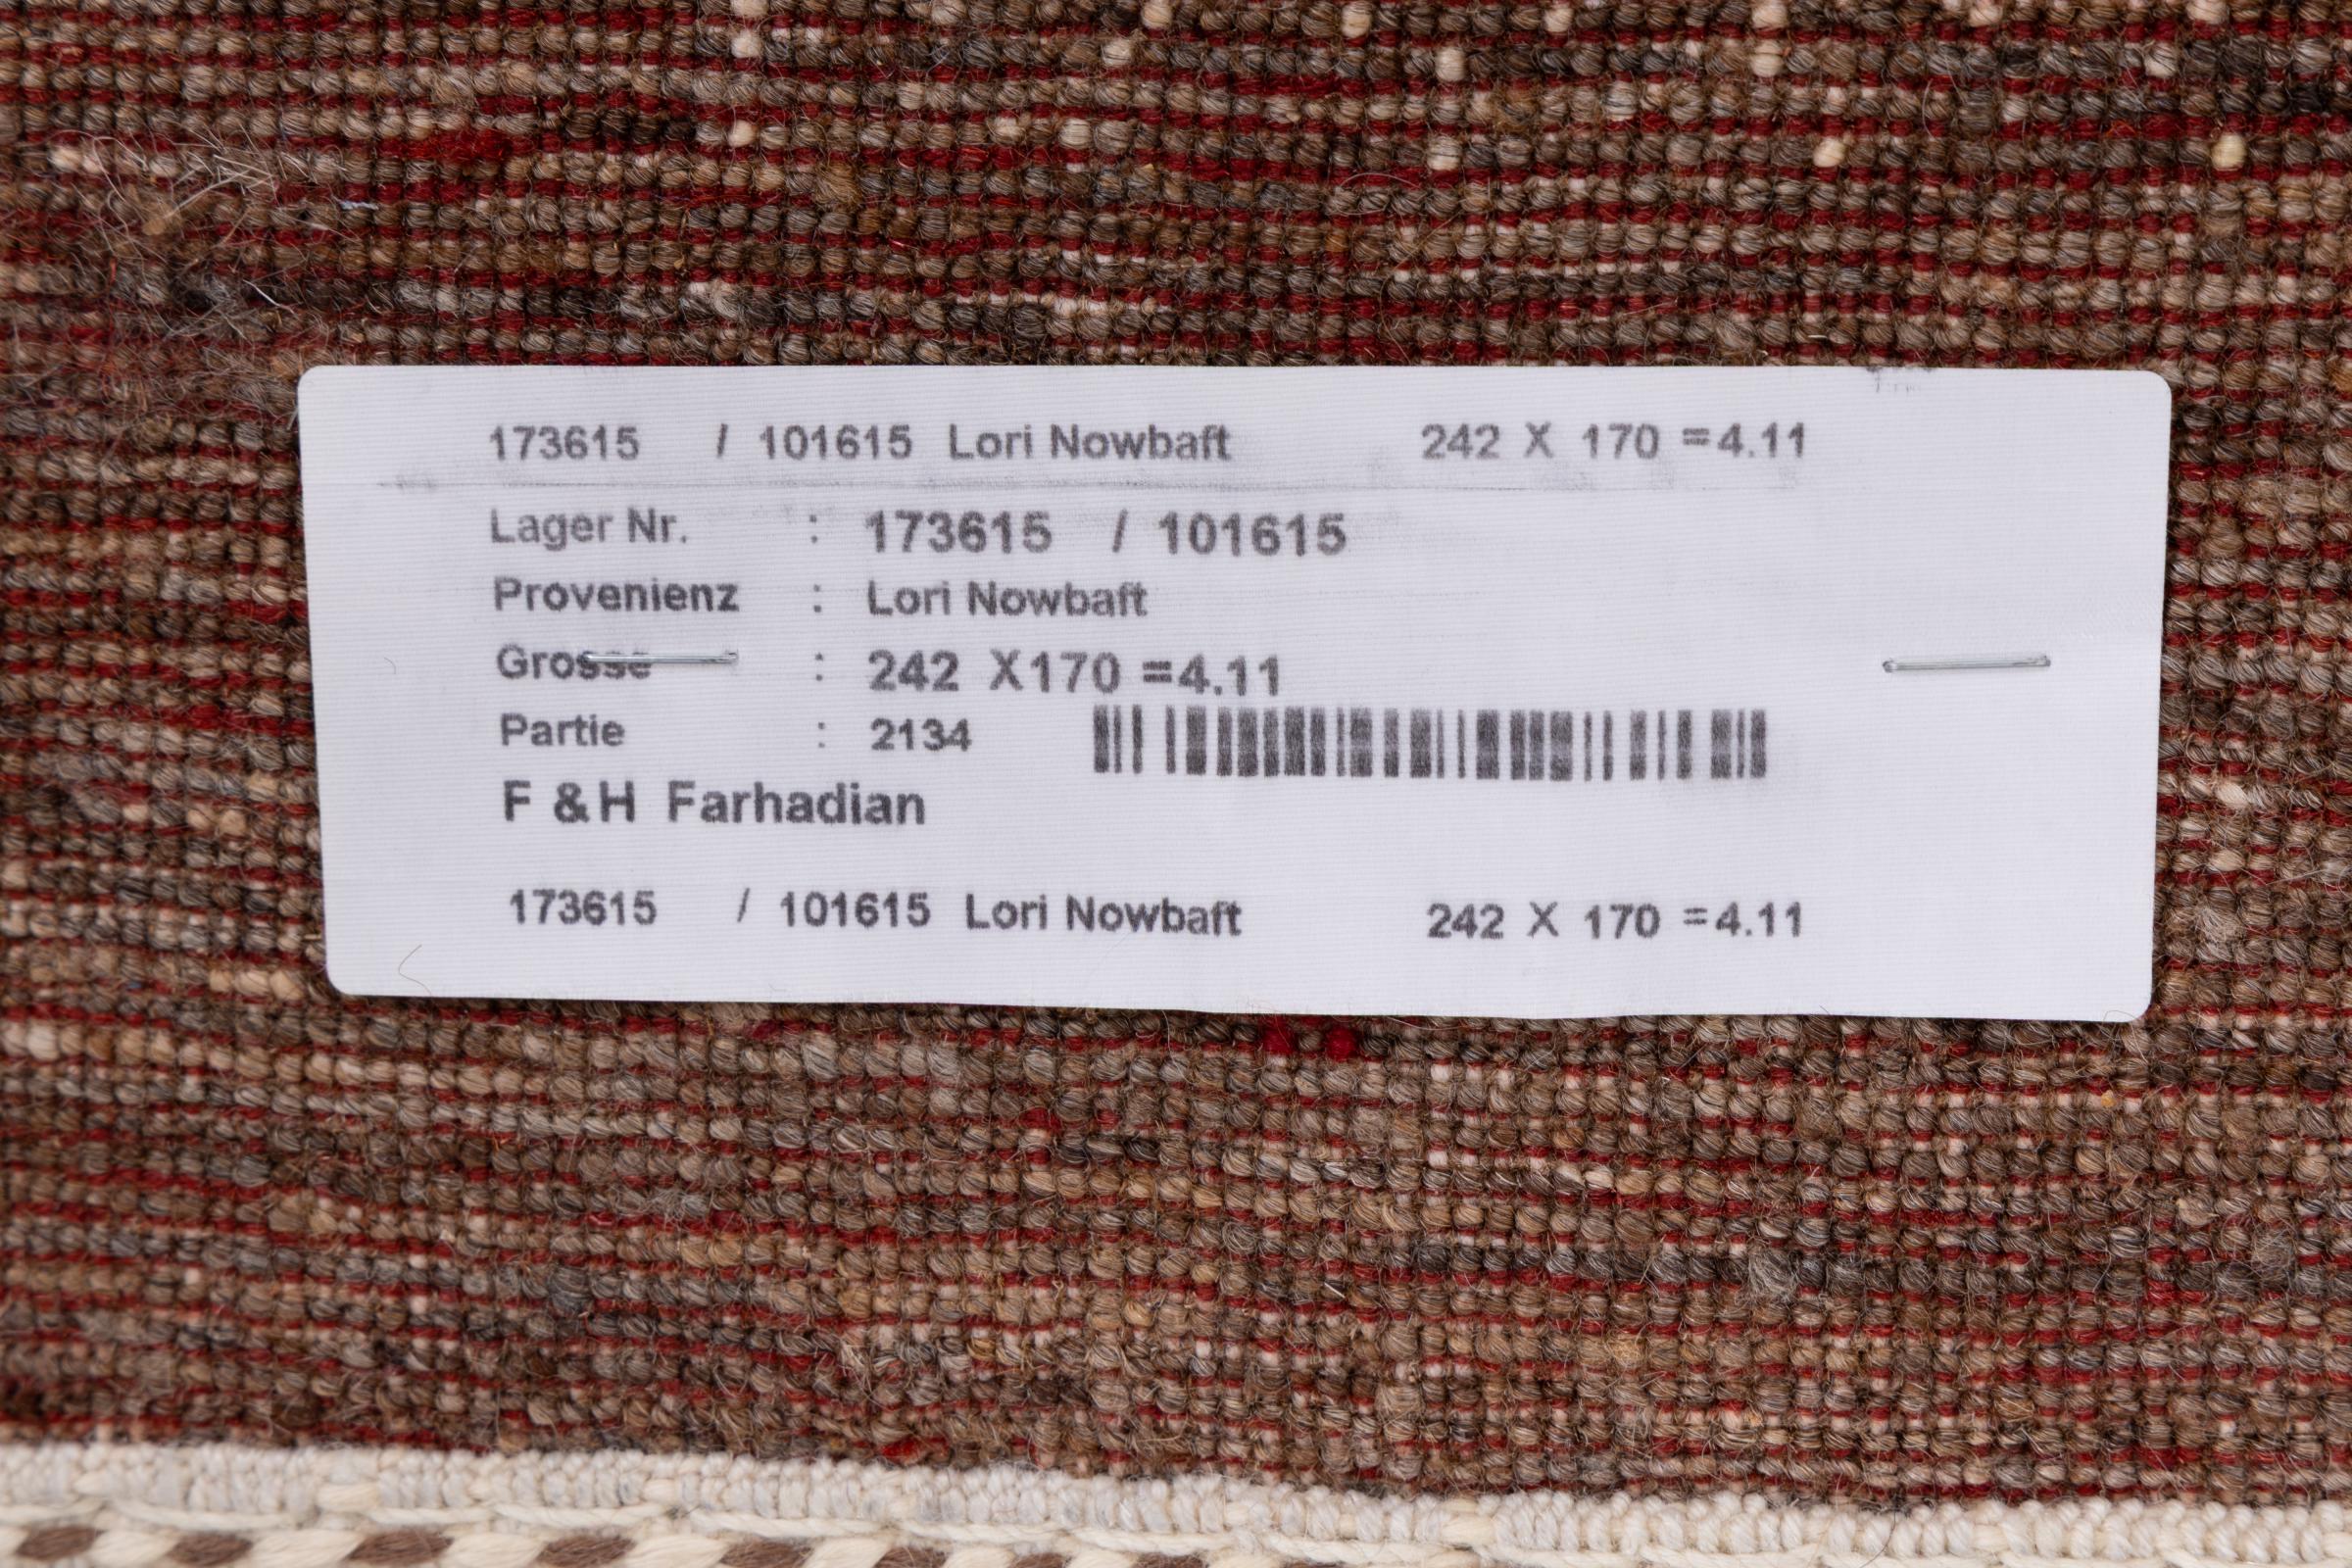 173615 / 101615 Lori Nowbaft 242 X 170 =4.11
Lager Nr. : 173615 / 101615
Provenienz : Lori Nowbaft
Grosse : 242 X170 =4.11
Partie : 2134
F & H Farhadian
173615 / 101615 Lori Nowbaft 242 X 170 =4.11